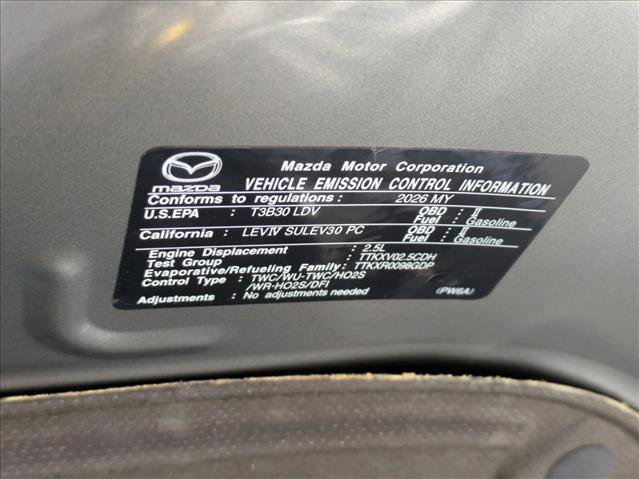 mazda
Mazda Motor Corporation
VEHICLE EMISSION CONTROL INFORMATION
Conforms to regulations : 2026 MY
U.S.EPA : T3B30 LDV OBD : II
Fuel : Gasoline
California : LEVIV SULEV30 PC OBD : II
Fuel : Gasoline
Engine Displacement : 2.5L
Test Group : TTKXV02.5CDH
Evaporative/Refueling Family: TTKXR0098GDP
Control Type : TWC/WU-TWC/HO2S
/WR-HO2S/DFI
Adjustments : No adjustments needed
(PW6A)